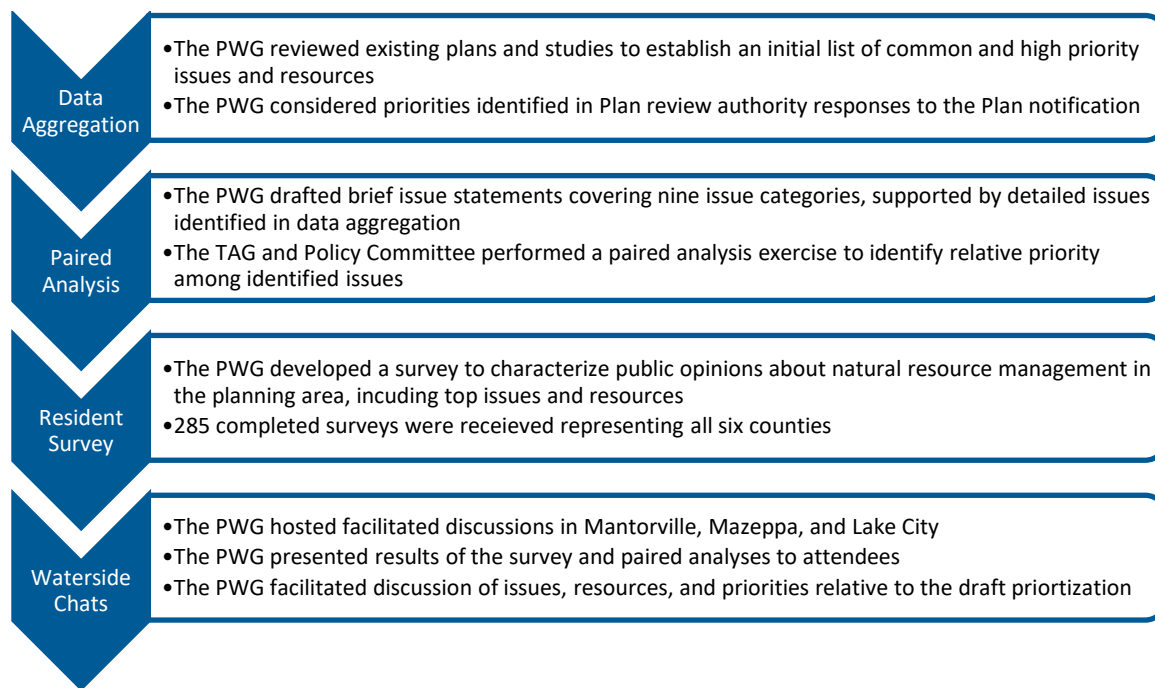 Data
Aggregation
•The PWG reviewed existing plans and studies to establish an initial list of common and high priority
issues and resources
•The PWG considered priorities identified in Plan review authority responses to the Plan notification
Paired
Analysis
•The PWG drafted brief issue statements covering nine issue categories, supported by detailed issues
identified in data aggregation
•The TAG and Policy Committee performed a paired analysis exercise to identify relative priority
among identified issues
Resident
Survey
•The PWG developed a survey to characterize public opinions about natural resource management in
the planning area, incuding top issues and resources
•285 completed surveys were receieved representing all six counties
Waterside
Chats
•The PWG hosted facilitated discussions in Mantorville, Mazeppa, and Lake City
•The PWG presented results of the survey and paired analyses to attendees
•The PWG facilitated discussion of issues, resources, and priorities relative to the draft priortization